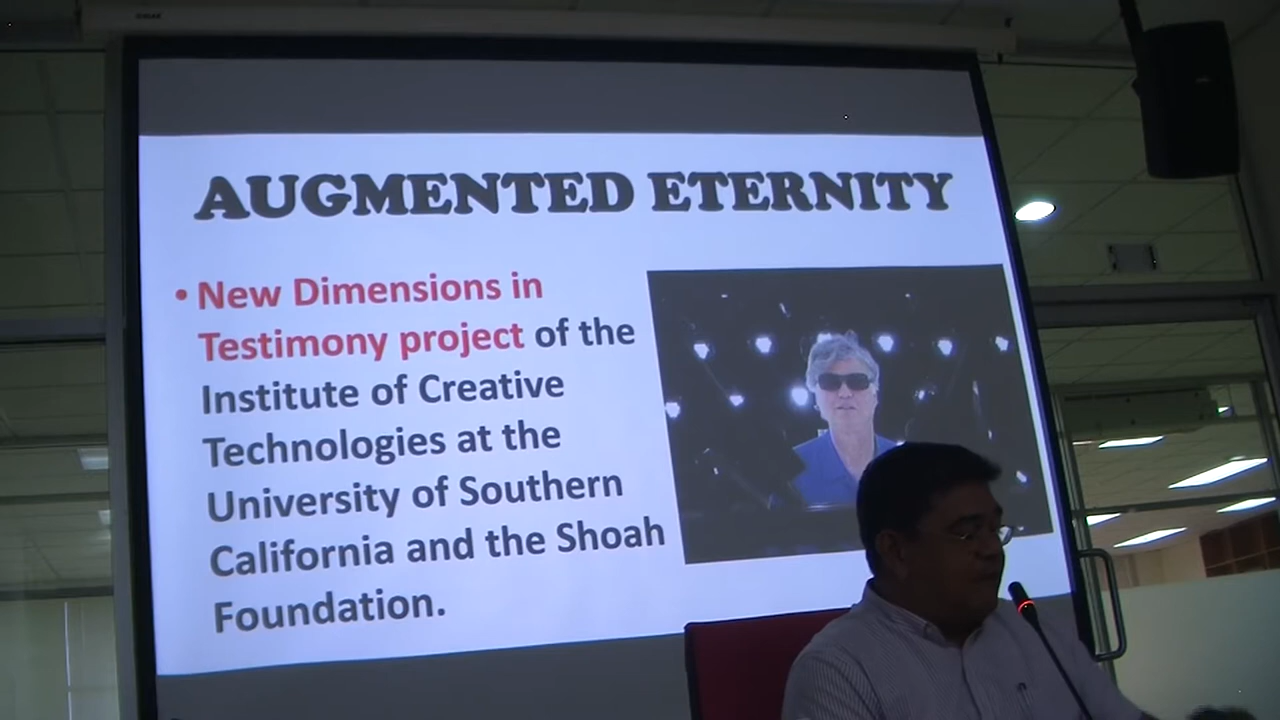 AUGMENTED ETERNITY
• New Dimensions in
Testimony project of the
Institute of Creative
Technologies at the
University of Southern
California and the Shoah
Foundation.